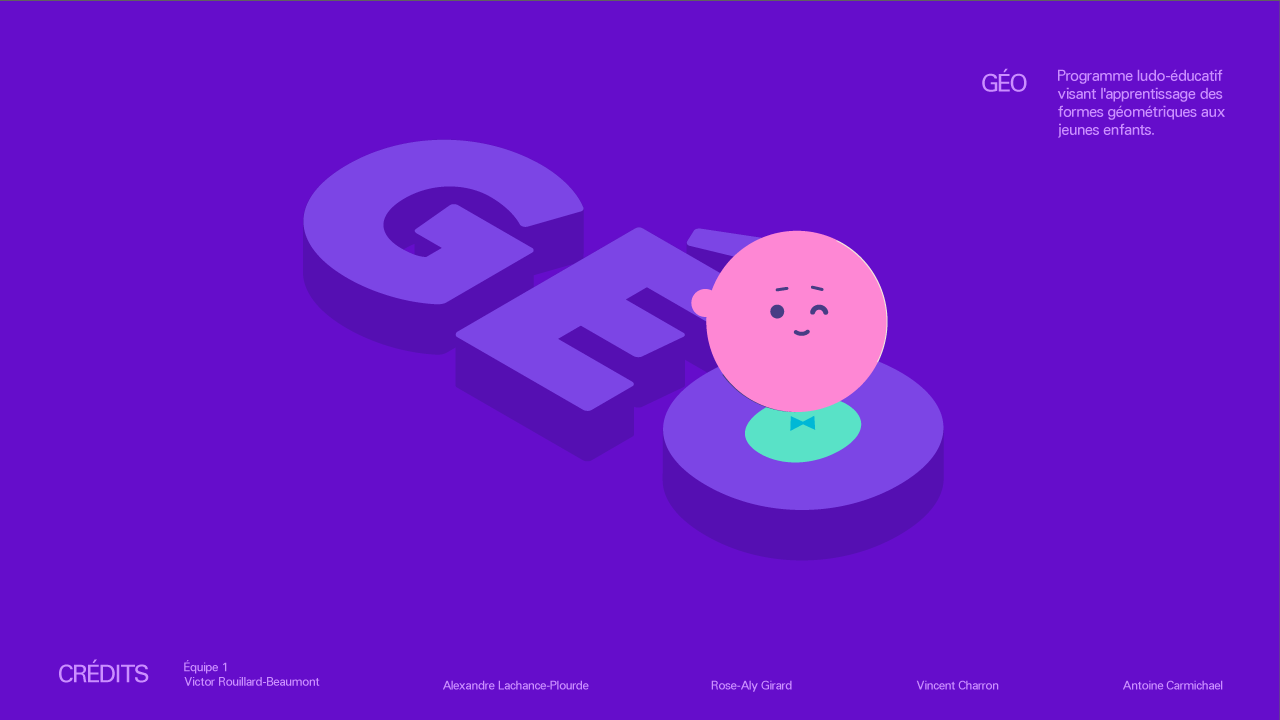 GÉO
Programme ludo-éducatif
visant l'apprentissage des
formes géométriques aux
jeunes enfants.
GÉO
CRÉDITS
Équipe 1
Victor Rouillard-Beaumont
Alexandre Lachance-Plourde
Rose-Aly Girard
Vincent Charron
Antoine Carmichael